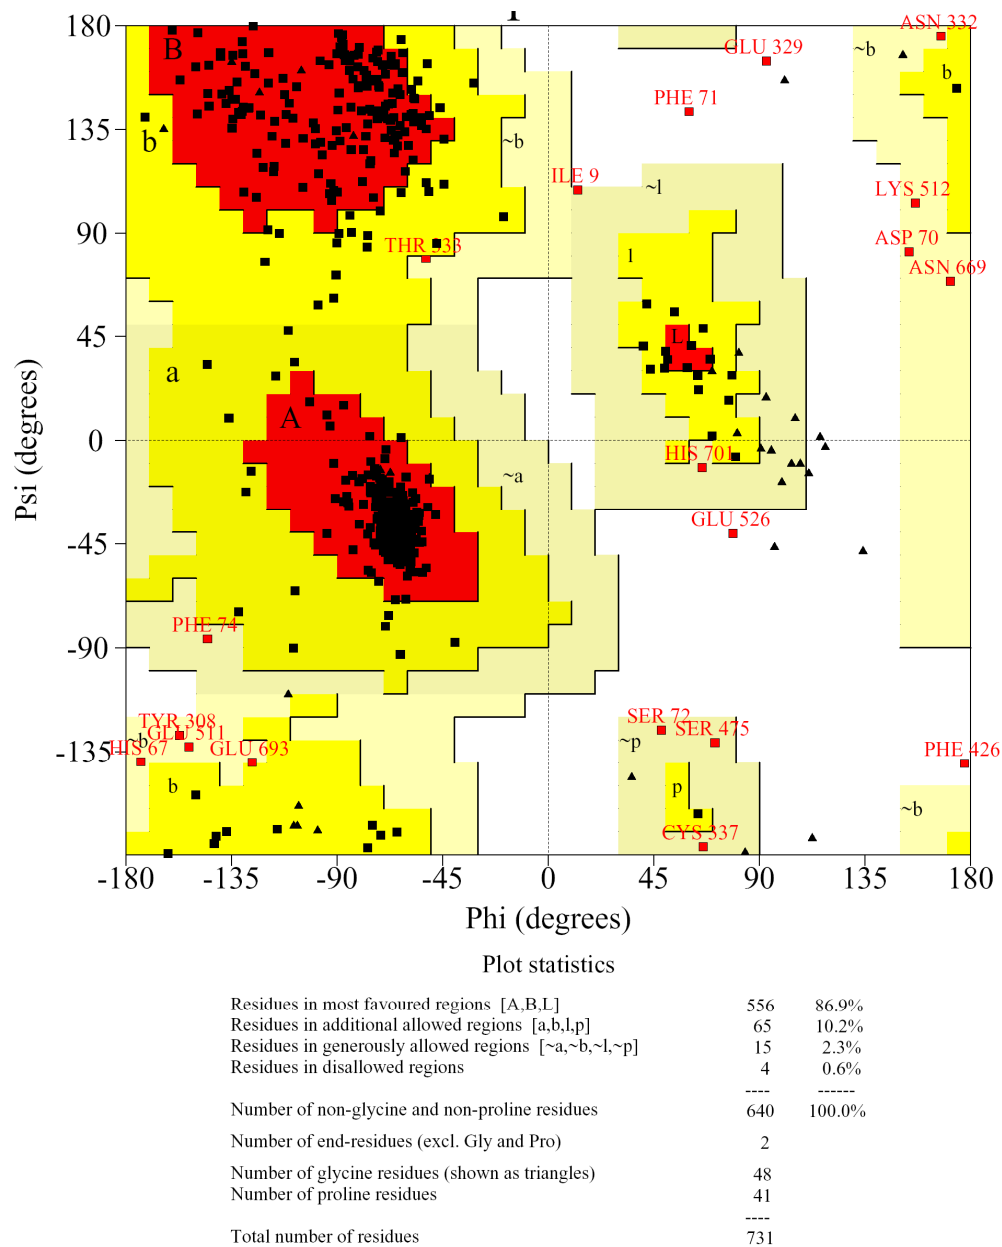 180
B
b
~b
GLU 329
~b
ASN 332
b
PHE 71
135
ILE 9
~l
LYS 512
90
THR 533
l
ASP 70
ASN 669
45
a
L
A
0
~a
HIS 701
GLU 526
-45
PHE 74
-90
TYR 308
GLU 511
~b
HIS 67
GLU 693
SER 72
~p
SER 475
PHE 426
-135
b
p
~b
CYS 337
-180 -135 -90 -45 0 45 90 135 180
Psi (degrees)
Phi (degrees)
Plot statistics
Residues in most favoured regions [A,B,L] 556 86.9%
Residues in additional allowed regions [a,b,l,p] 65 10.2%
Residues in generously allowed regions [~a,~b,~l,~p] 15 2.3%
Residues in disallowed regions 4 0.6%
---- ------
Number of non-glycine and non-proline residues 640 100.0%
Number of end-residues (excl. Gly and Pro) 2
Number of glycine residues (shown as triangles) 48
Number of proline residues 41
----
Total number of residues 731